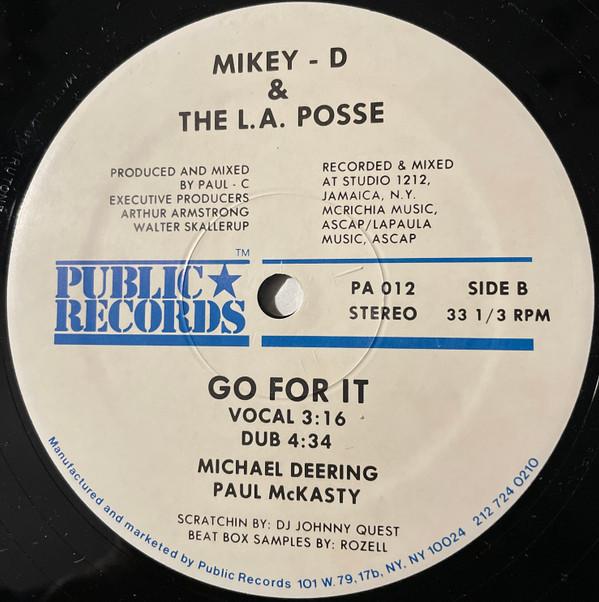 MIKEY - D
&
THE L.A. POSSE
PRODUCED AND MIXED
BY PAUL - C
EXECUTIVE PRODUCERS
ARTHUR ARMSTRONG
WALTER SKALLERUP
RECORDED & MIXED
AT STUDIO 1212,
JAMAICA, N.Y.
MCRICHIA MUSIC,
ASCAP/LAPAULA
MUSIC, ASCAP
TM
PUBLIC★
RECORDS
PA 012 SIDE B
STEREO 33 1/3 RPM
GO FOR IT
VOCAL 3:16
DUB 4:34
MICHAEL DEERING
PAUL McKASTY
SCRATCHIN BY: DJ JOHNNY QUEST
BEAT BOX SAMPLES BY: ROZELL
Manufactured and marketed by Public Records 101 W. 79, 17b, NY, NY 10024 212 724 0210